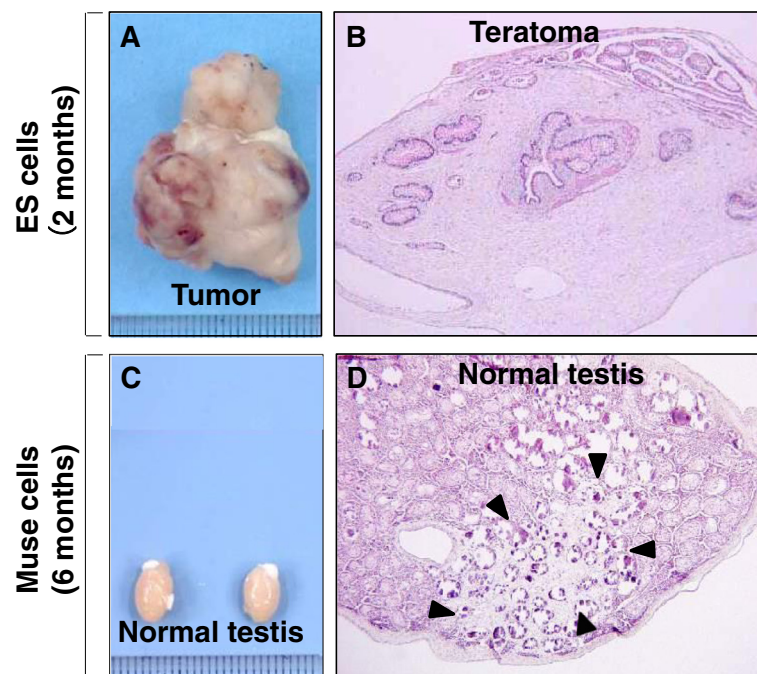 ES cells
(2 months)
A
Tumor
B
Teratoma
Muse cells
(6 months)
C
Normal testis
D
Normal testis